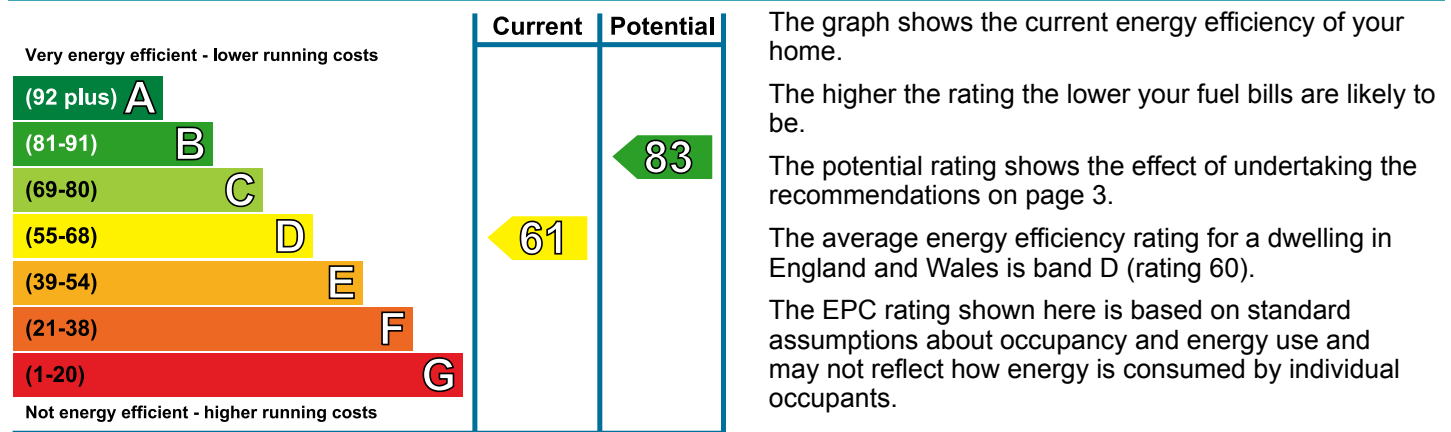 Current Potential
Very energy efficient - lower running costs
(92 plus) A
(81-91) B
83
(69-80) C
(55-68) D
61
(39-54) E
(21-38) F
(1-20) G
Not energy efficient - higher running costs
The graph shows the current energy efficiency of your
home.
The higher the rating the lower your fuel bills are likely to
be.
The potential rating shows the effect of undertaking the
recommendations on page 3.
The average energy efficiency rating for a dwelling in
England and Wales is band D (rating 60).
The EPC rating shown here is based on standard
assumptions about occupancy and energy use and
may not reflect how energy is consumed by individual
occupants.